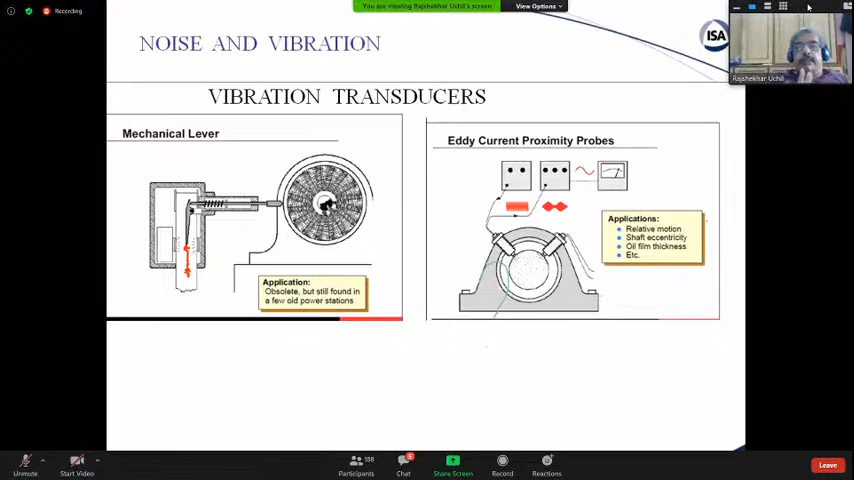 Recording
You are viewing Rajshekhar Uchil's screen
View Options
NOISE AND VIBRATION
ISA
Rajshekhar Uchil
VIBRATION TRANSDUCERS
Mechanical Lever
Application:
Obsolete, but still found in
a few old power stations
Eddy Current Proximity Probes
Applications:
Relative motion
Shaft eccentricity
Oil film thickness
Etc.
Unmute
Start Video
188
Participants
5
Chat
Share Screen
Record
Reactions
Leave